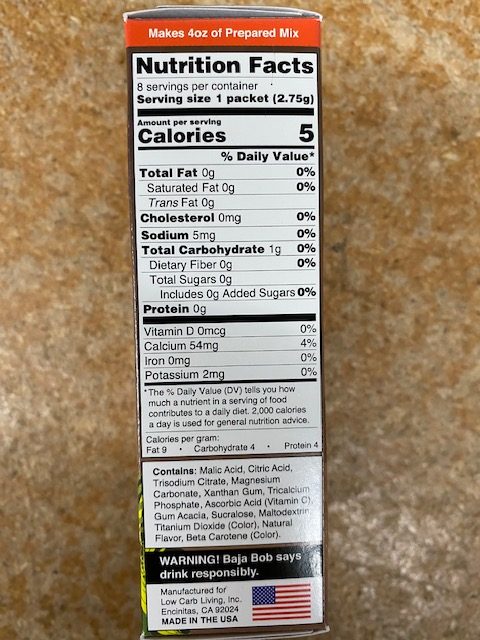 Makes 4oz of Prepared Mix
Nutrition Facts
8 servings per container
Serving size 1 packet (2.75g)
Amount per serving
Calories 5
% Daily Value*
Total Fat 0g 0%
Saturated Fat 0g 0%
Trans Fat 0g
Cholesterol 0mg 0%
Sodium 5mg 0%
Total Carbohydrate 1g 0%
Dietary Fiber 0g 0%
Total Sugars 0g
Includes 0g Added Sugars 0%
Protein 0g
Vitamin D 0mcg 0%
Calcium 54mg 4%
Iron 0mg 0%
Potassium 2mg 0%
*The % Daily Value (DV) tells you how
much a nutrient in a serving of food
contributes to a daily diet. 2,000 calories
a day is used for general nutrition advice.
Calories per gram:
Fat 9 • Carbohydrate 4 • Protein 4
Contains: Malic Acid, Citric Acid,
Trisodium Citrate, Magnesium
Carbonate, Xanthan Gum, Tricalcium
Phosphate, Ascorbic Acid (Vitamin C),
Gum Acacia, Sucralose, Maltodextrin,
Titanium Dioxide (Color), Natural
Flavor, Beta Carotene (Color).
WARNING! Baja Bob says
drink responsibly.
Manufactured for
Low Carb Living, Inc.
Encinitas, CA 92024
MADE IN THE USA